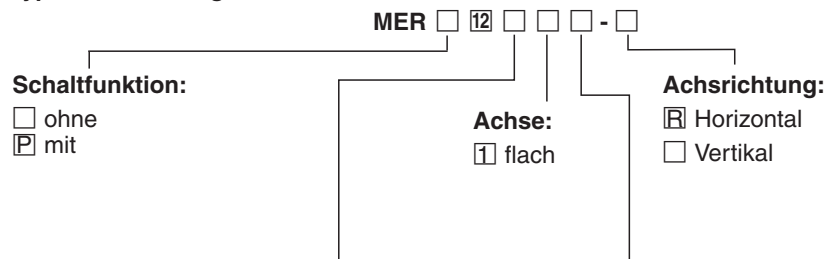 MER □ 12 □ □ □ - □
Schaltfunktion:
□ ohne
P mit
Achse:
1 flach
Achsrichtung:
R Horizontal
□ Vertikal